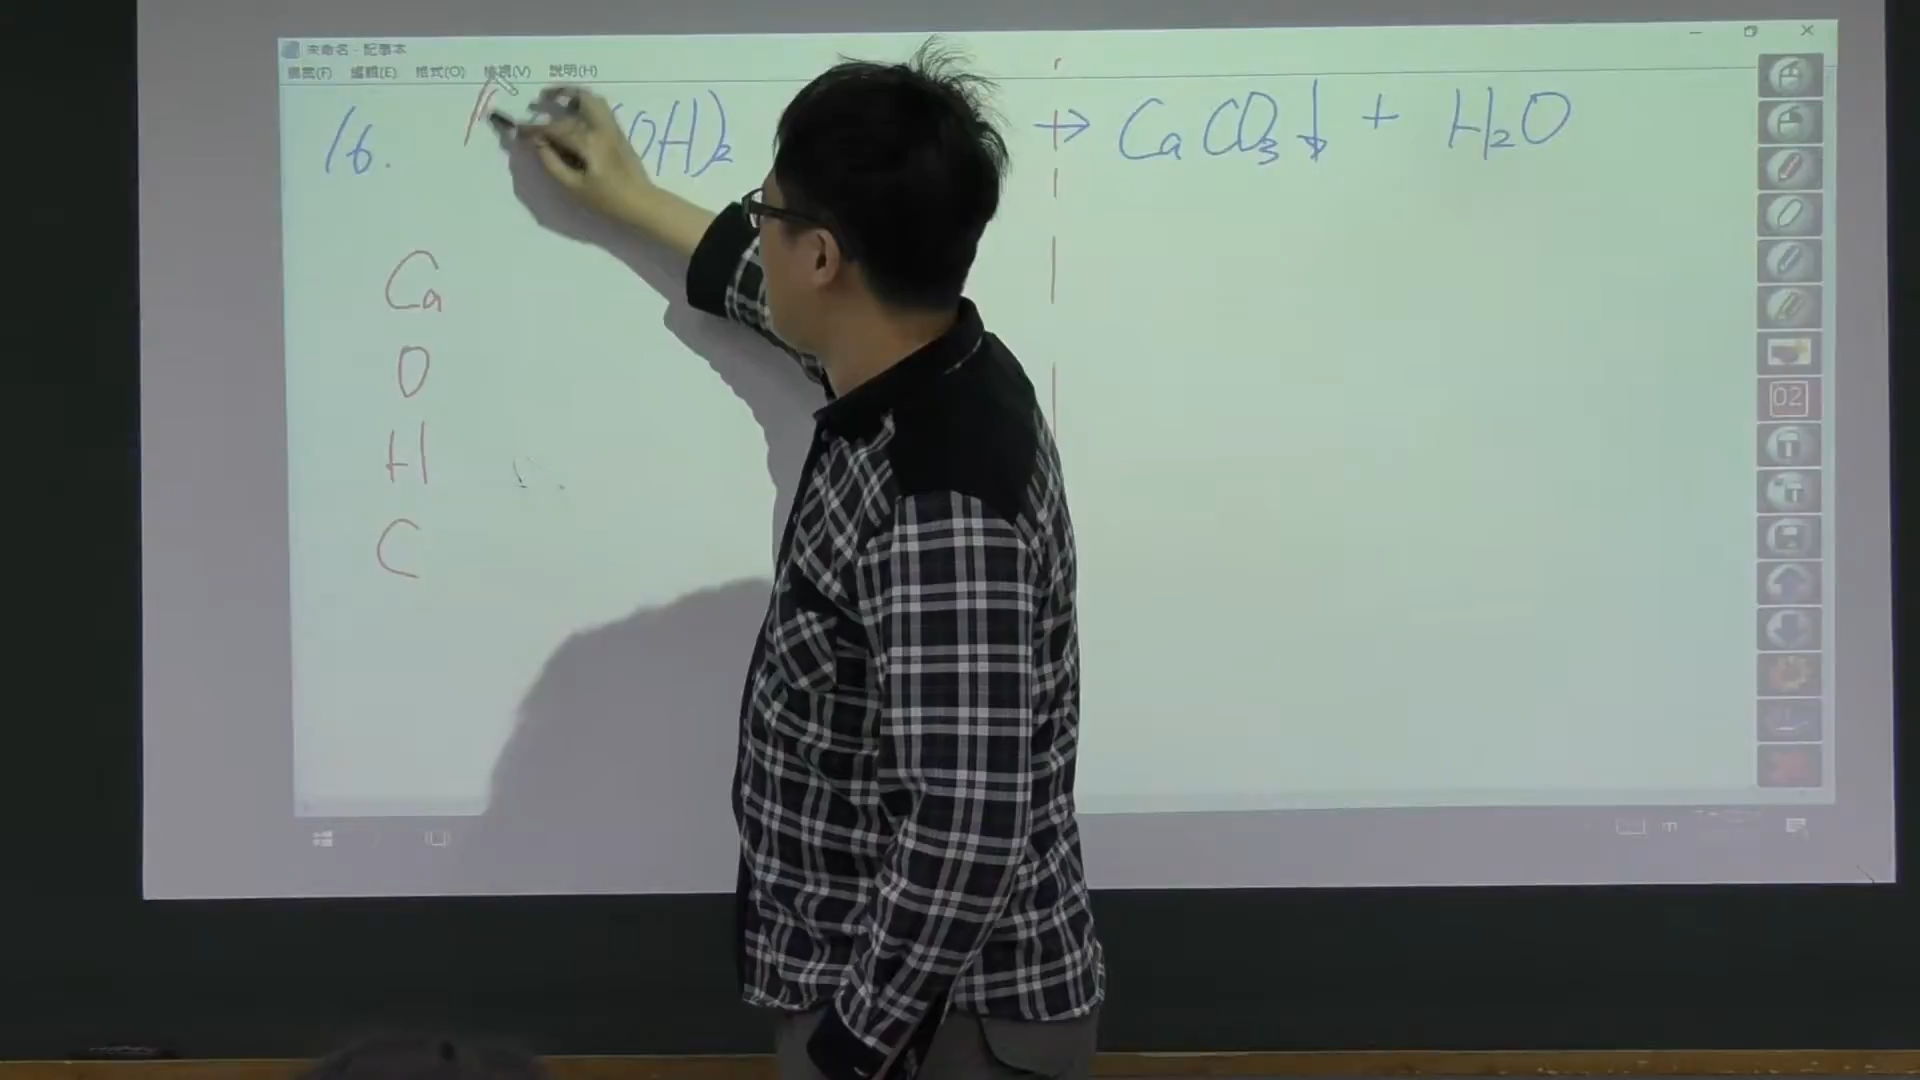 未命名 - 記事本
檔案(F) 編輯(E) 格式(O) 檢視(V) 說明(H)
16. (OH)₂ → CaCO₃↓ + H₂O
Ca
O
H
C
02
T
T